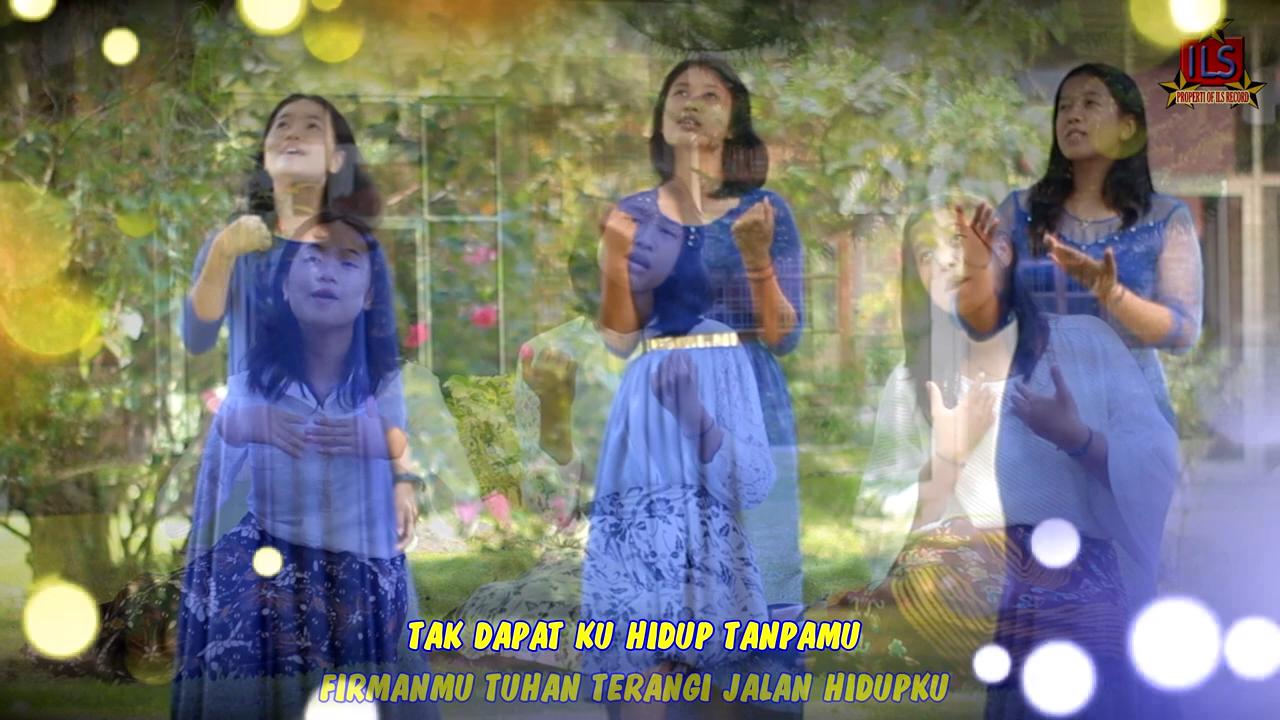 ILS
PROPERTI OF ILS RECORD
TAK DAPAT KU HIDUP TANPAMU
FIRMANMU TUHAN TERANGI JALAN HIDUPKU